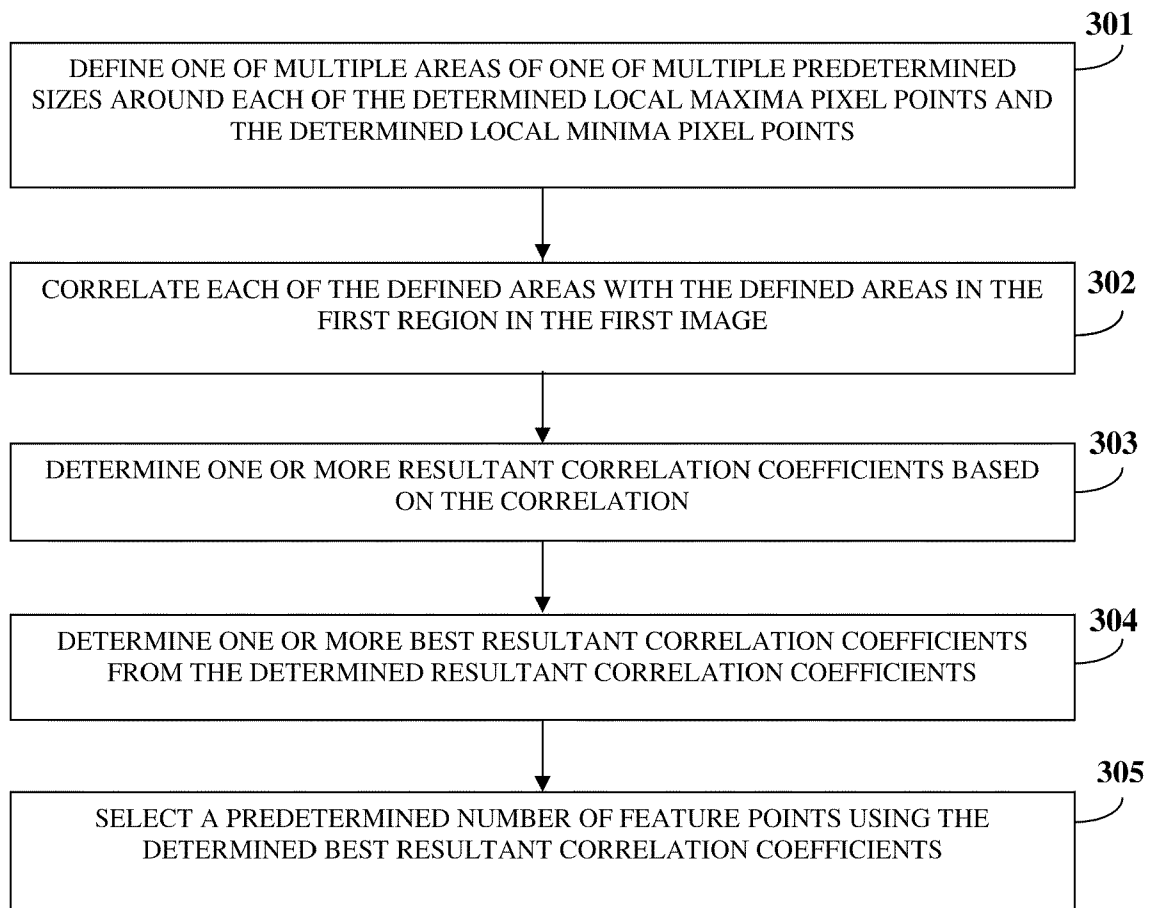 301
DEFINE ONE OF MULTIPLE AREAS OF ONE OF MULTIPLE PREDETERMINED
SIZES AROUND EACH OF THE DETERMINED LOCAL MAXIMA PIXEL POINTS AND
THE DETERMINED LOCAL MINIMA PIXEL POINTS
302
CORRELATE EACH OF THE DEFINED AREAS WITH THE DEFINED AREAS IN THE
FIRST REGION IN THE FIRST IMAGE
303
DETERMINE ONE OR MORE RESULTANT CORRELATION COEFFICIENTS BASED
ON THE CORRELATION
304
DETERMINE ONE OR MORE BEST RESULTANT CORRELATION COEFFICIENTS
FROM THE DETERMINED RESULTANT CORRELATION COEFFICIENTS
305
SELECT A PREDETERMINED NUMBER OF FEATURE POINTS USING THE
DETERMINED BEST RESULTANT CORRELATION COEFFICIENTS